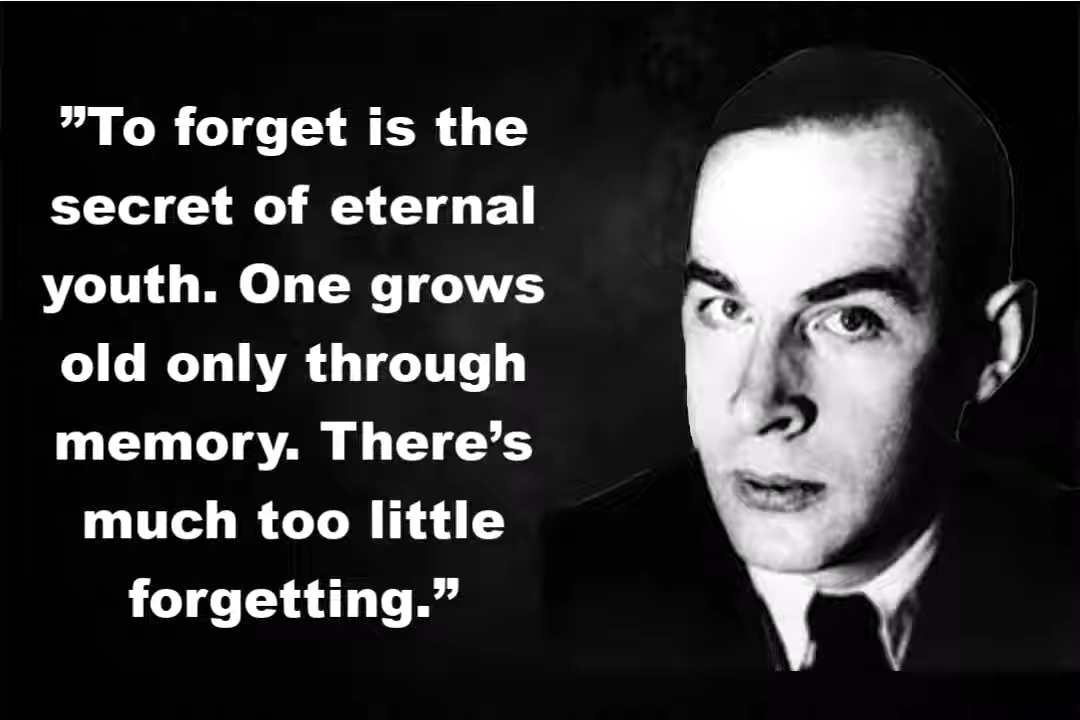 ”To forget is the
secret of eternal
youth. One grows
old only through
memory. There’s
much too little
forgetting.”